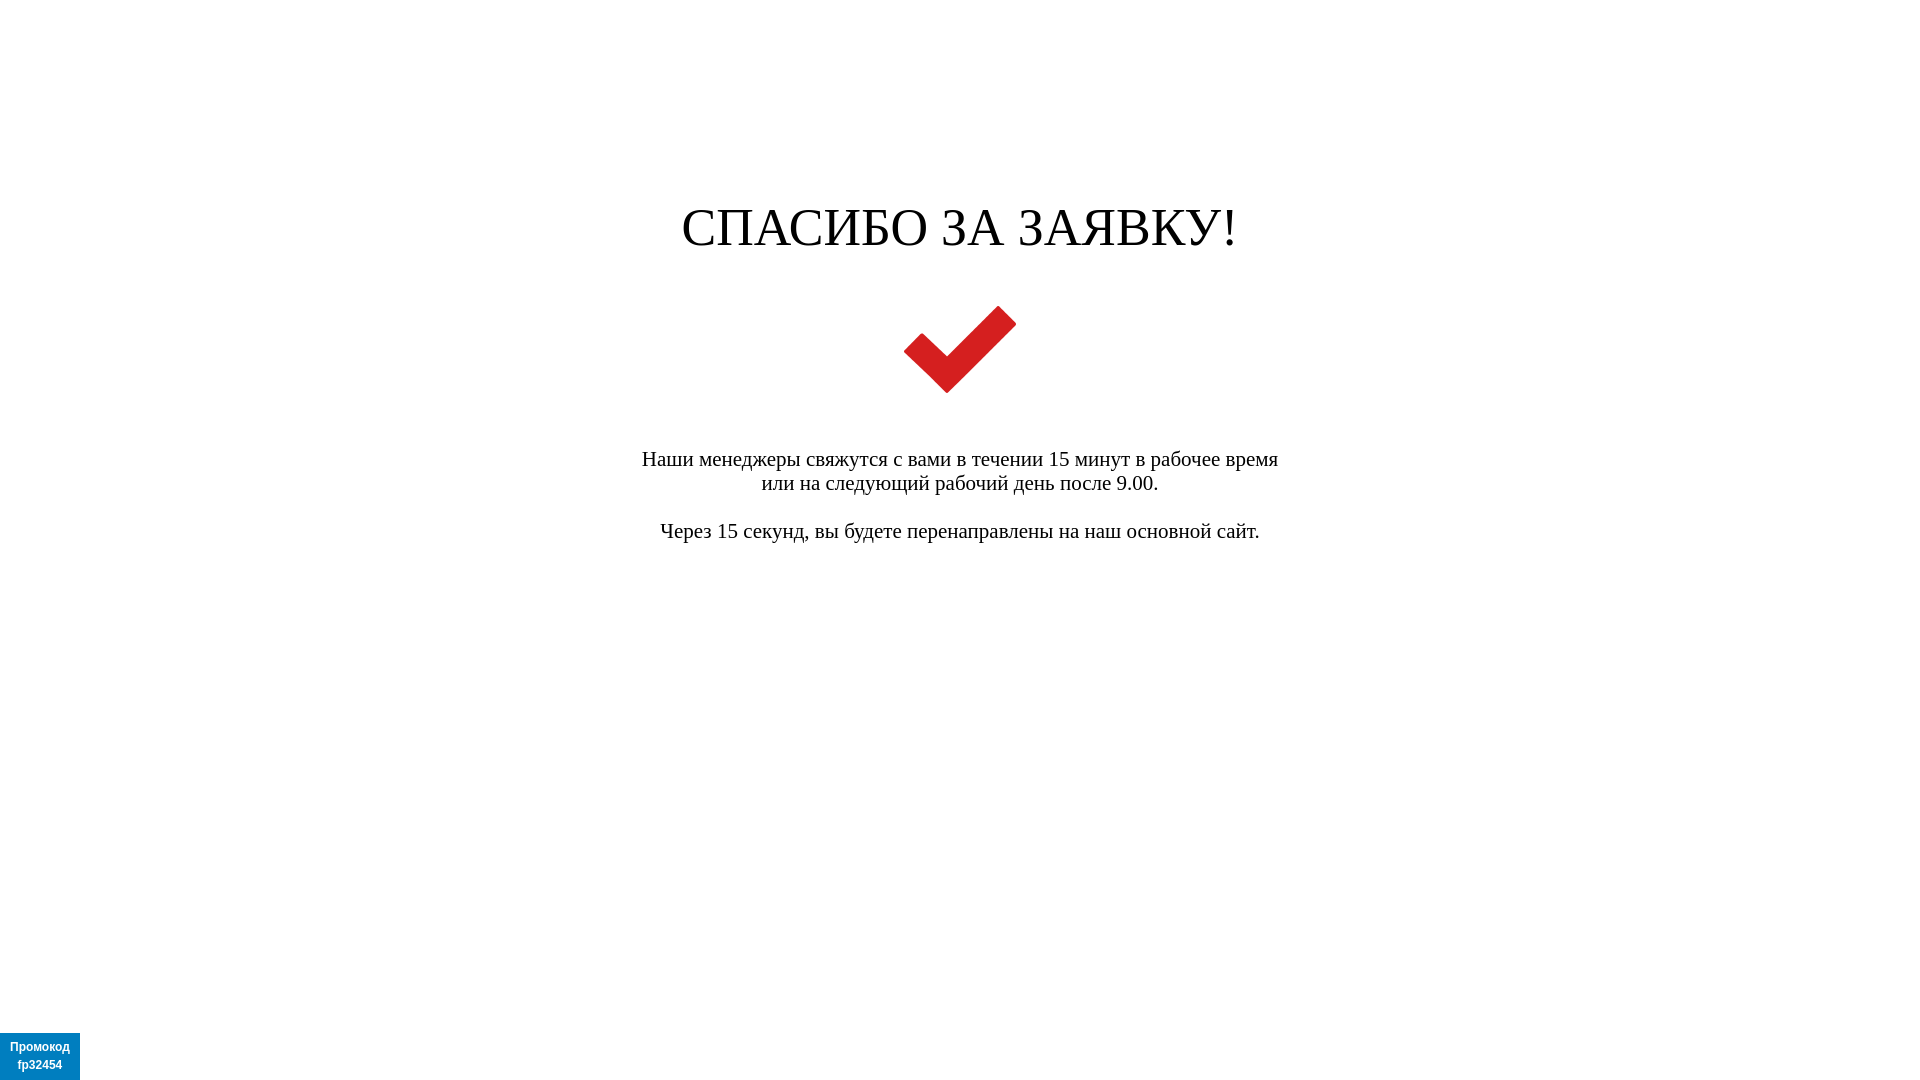 СПАСИБО ЗА ЗАЯВКУ!
Наши менеджеры свяжутся с вами в течении 15 минут в рабочее время
или на следующий рабочий день после 9.00.
Через 15 секунд, вы будете перенаправлены на наш основной сайт.
Промокод
fp32454